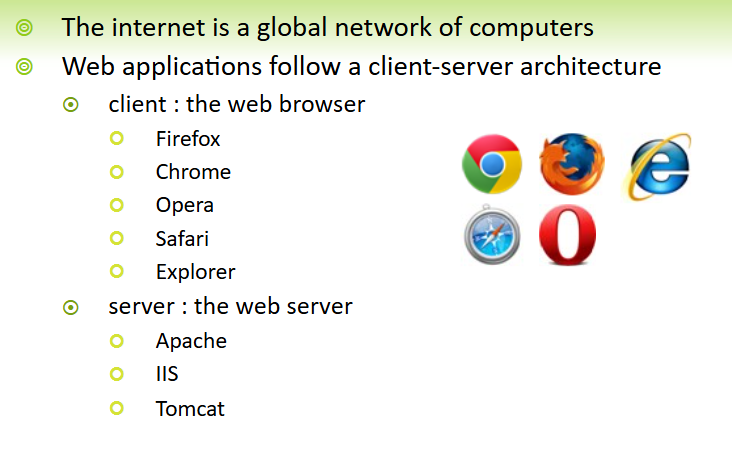 The internet is a global network of computers
Web applications follow a client-server architecture
client : the web browser
Firefox
Chrome
Opera
Safari
Explorer
server : the web server
Apache
IIS
Tomcat